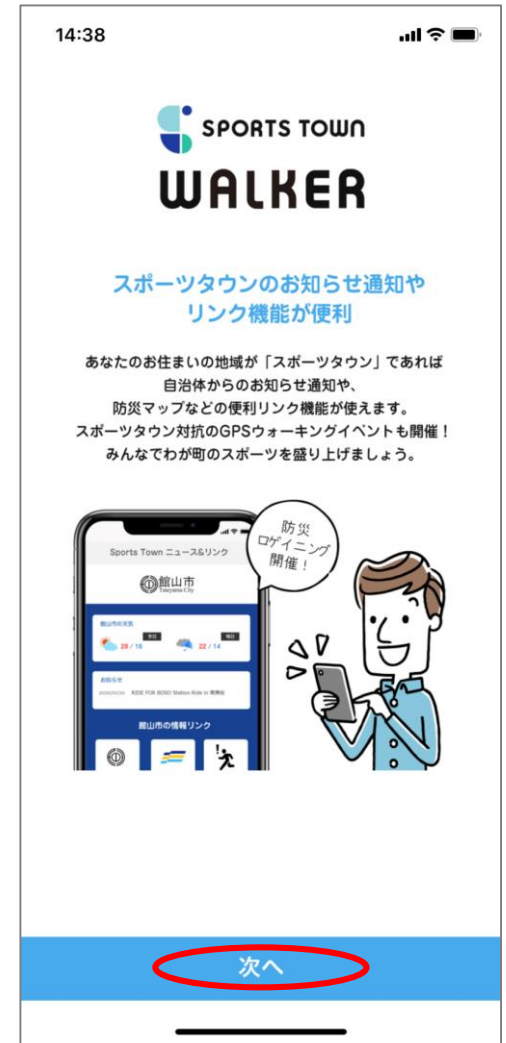 14:38
SPORTS TOWN
WALKER
スポーツタウンのお知らせ通知や
リンク機能が便利
あなたのお住まいの地域が「スポーツタウン」であれば
自治体からのお知らせ通知や、
防災マップなどの便利リンク機能が使えます。
スポーツタウン対抗のGPSウォーキングイベントも開催！
みんなでわが町のスポーツを盛り上げましょう。
防災
ロゲイニング
開催！
Sports Town ニュース&リンク
館山市
Tateyama City
館山市の天気
今日
明日
28 / 16
22 / 14
お知らせ
RIDE FOR BOSO Station Ride in
館山市の情報リンク
次へ